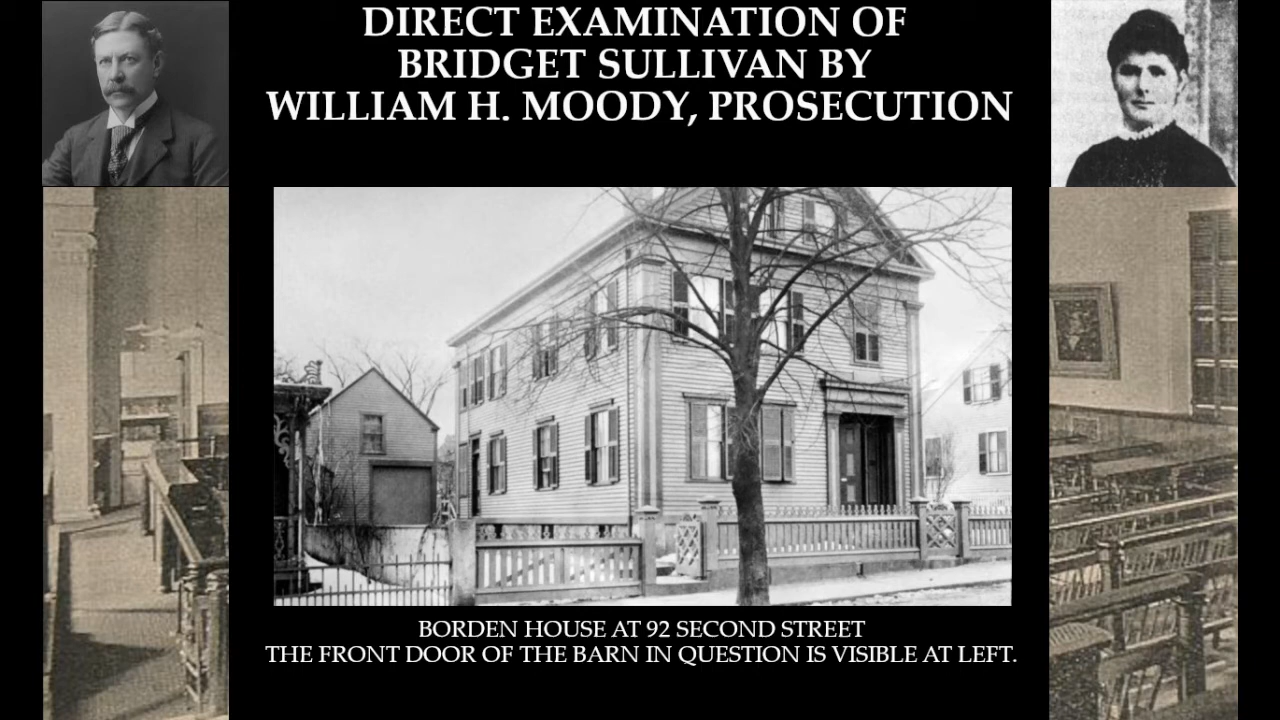 DIRECT EXAMINATION OF
BRIDGET SULLIVAN BY
WILLIAM H. MOODY, PROSECUTION
BORDEN HOUSE AT 92 SECOND STREET
THE FRONT DOOR OF THE BARN IN QUESTION IS VISIBLE AT LEFT.